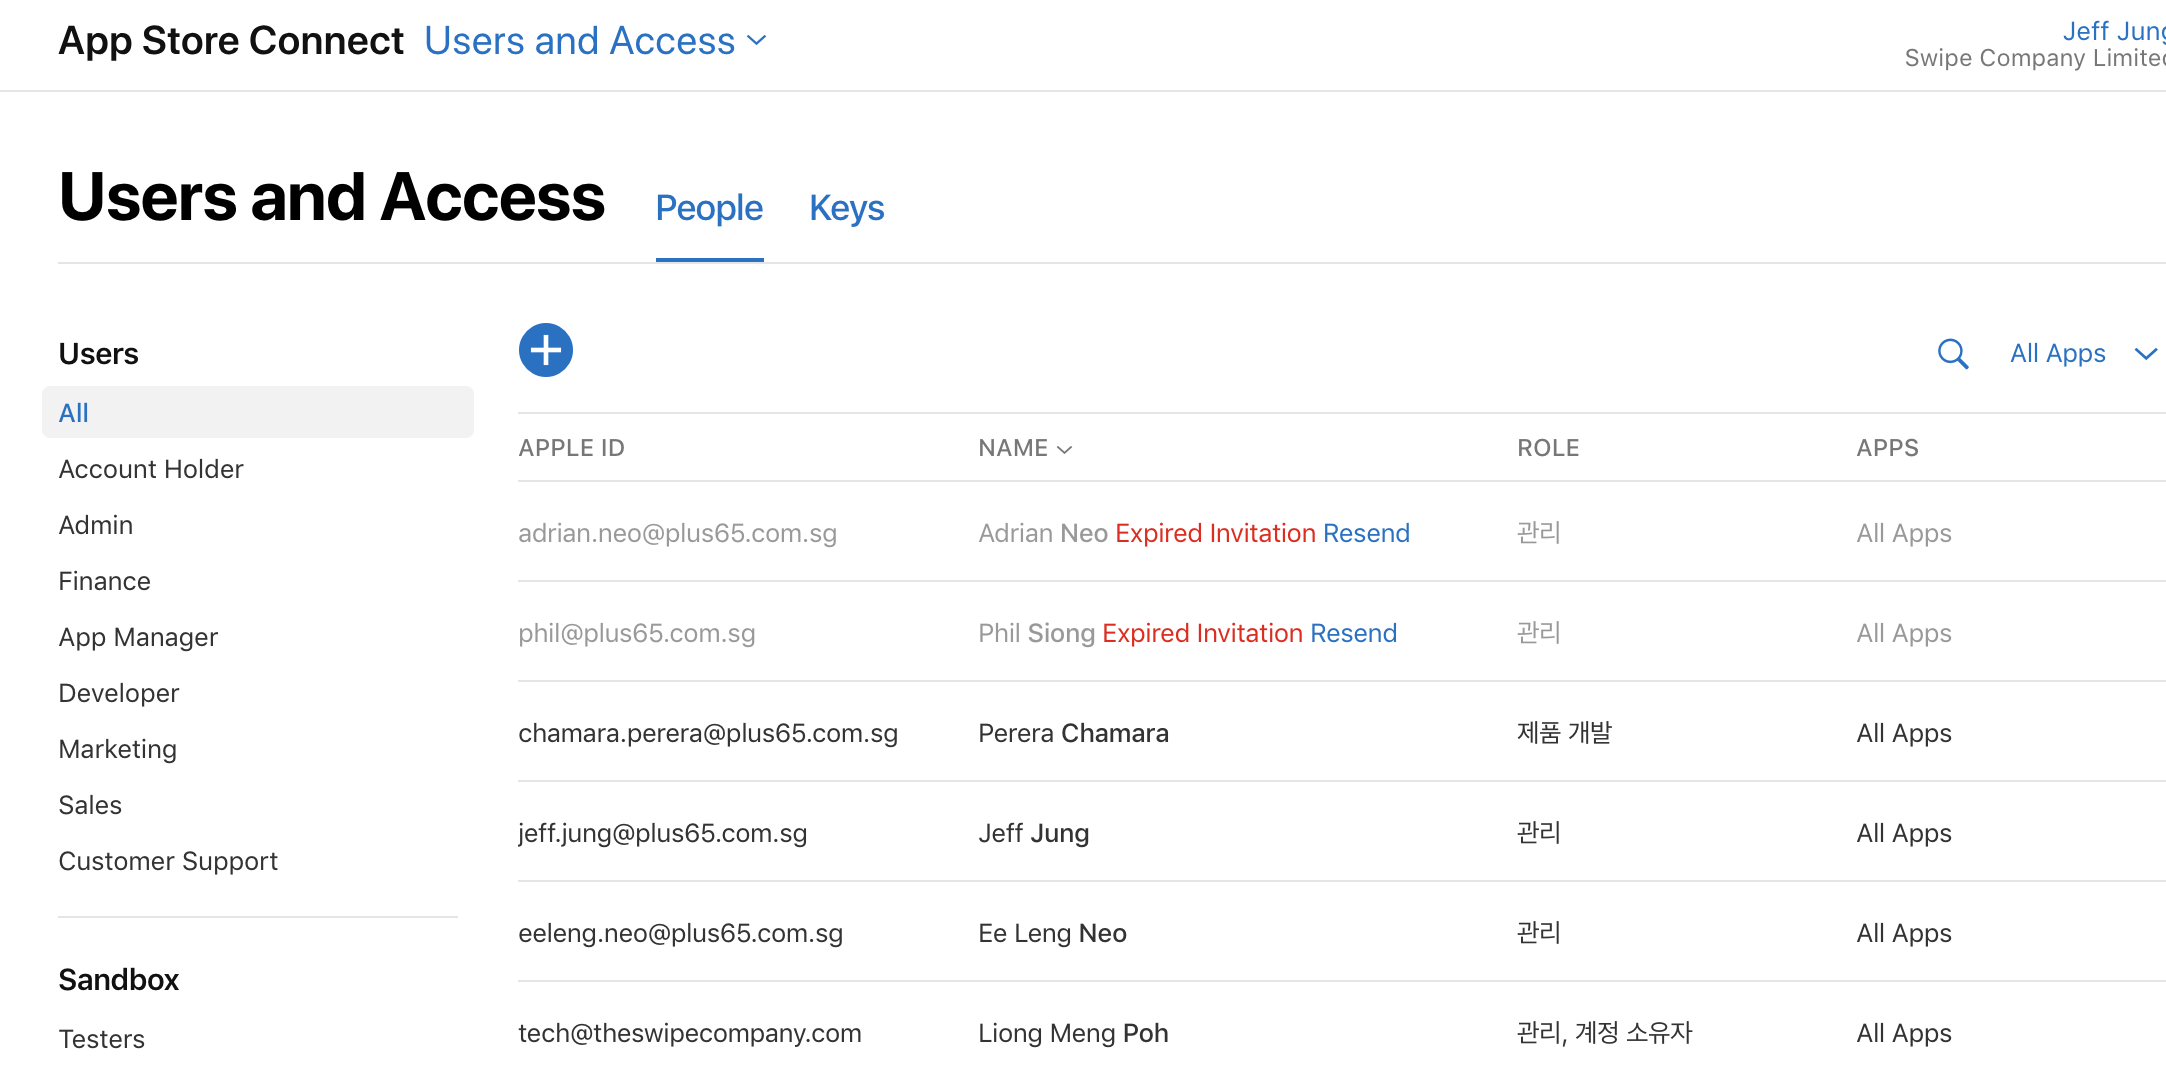 App Store Connect Users and Access
Jeff Jung
Swipe Company Limited
Users and Access People Keys
Users
All
Account Holder
Admin
Finance
App Manager
Developer
Marketing
Sales
Customer Support
Sandbox
Testers
All Apps
APPLE ID NAME ROLE APPS
adrian.neo@plus65.com.sg Adrian Neo Expired Invitation Resend 관리 All Apps
phil@plus65.com.sg Phil Siong Expired Invitation Resend 관리 All Apps
chamara.perera@plus65.com.sg Perera Chamara 제품 개발 All Apps
jeff.jung@plus65.com.sg Jeff Jung 관리 All Apps
eeleng.neo@plus65.com.sg Ee Leng Neo 관리 All Apps
tech@theswipecompany.com Liong Meng Poh 관리, 계정 소유자 All Apps